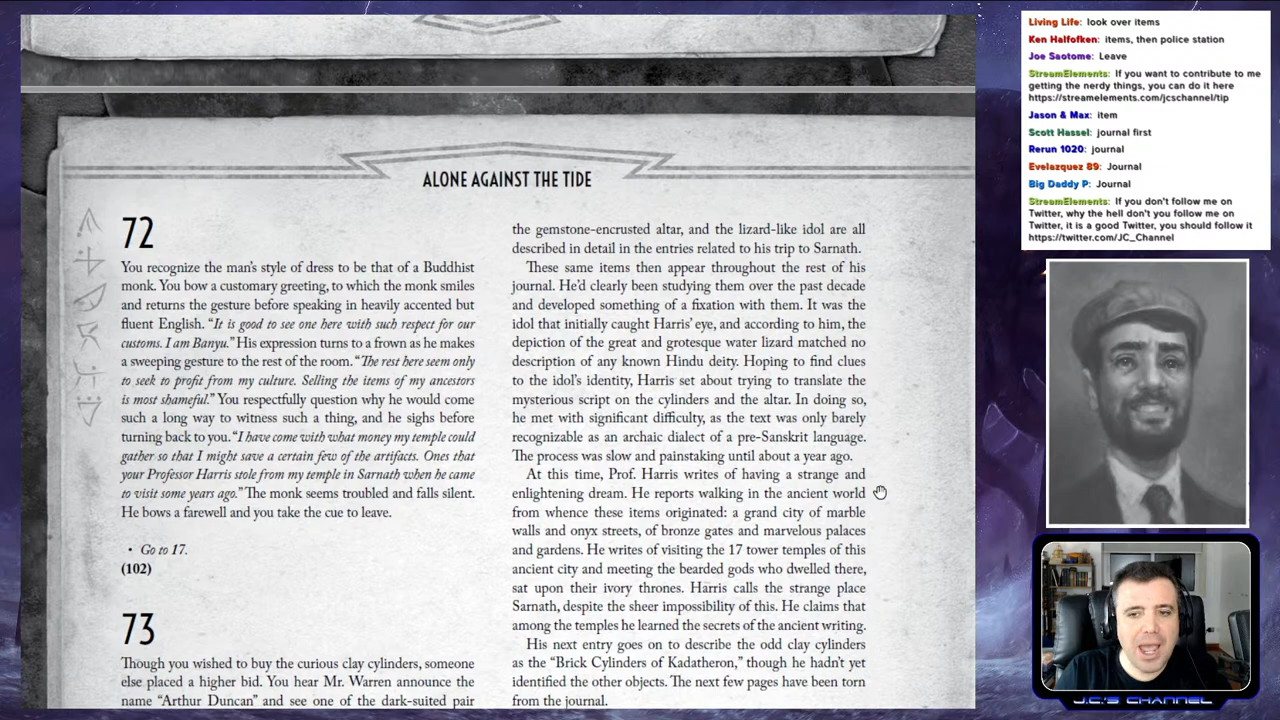 ALONE AGAINST THE TIDE
72
You recognize the man's style of dress to be that of a Buddhist
monk. You bow a customary greeting, to which the monk smiles
and returns the gesture before speaking in heavily accented but
fluent English. “It is good to see one here with such respect for our
customs. I am Banyu.” His expression turns to a frown as he makes
a sweeping gesture to the rest of the room. “The rest here seem only
to seek to profit from my culture. Selling the items of my ancestors
is most shameful.” You respectfully question why he would come
such a long way to witness such a thing, and he sighs before
turning back to you. “I have come with what money my temple could
gather so that I might save a certain few of the artifacts. Ones that
your Professor Harris stole from my temple in Sarnath when he came
to visit some years ago.” The monk seems troubled and falls silent.
He bows a farewell and you take the cue to leave.
• Go to 17.
(102)
73
Though you wished to buy the curious clay cylinders, someone
else placed a higher bid. You hear Mr. Warren announce the
name “Arthur Duncan” and see one of the dark-suited pair
the gemstone-encrusted altar, and the lizard-like idol are all
described in detail in the entries related to his trip to Sarnath.
These same items then appear throughout the rest of his
journal. He'd clearly been studying them over the past decade
and developed something of a fixation with them. It was the
idol that initially caught Harris' eye, and according to him, the
depiction of the great and grotesque water lizard matched no
description of any known Hindu deity. Hoping to find clues
to the idol's identity, Harris set about trying to translate the
mysterious script on the cylinders and the altar. In doing so,
he met with significant difficulty, as the text was only barely
recognizable as an archaic dialect of a pre-Sanskrit language.
The process was slow and painstaking until about a year ago.
At this time, Prof. Harris writes of having a strange and
enlightening dream. He reports walking in the ancient world
from whence these items originated: a grand city of marble
walls and onyx streets, of bronze gates and marvelous palaces
and gardens. He writes of visiting the 17 tower temples of this
ancient city and meeting the bearded gods who dwelled there,
sat upon their ivory thrones. Harris calls the strange place
Sarnath, despite the sheer impossibility of this. He claims that
among the temples he learned the secrets of the ancient writing.
His next entry goes on to describe the odd clay cylinders
as the “Brick Cylinders of Kadatheron,” though he hadn't yet
identified the other objects. The next few pages have been torn
from the journal.
Living Life: look over items
Ken Halfofken: items, then police station
Joe Saotome: Leave
StreamElements: If you want to contribute to me
getting the nerdy things, you can do it here
https://streamelements.com/jcschannel/tip
Jason & Max: item
Scott Hassel: journal first
Rerun 1020: journal
Evelazquez 89: Journal
Big Daddy P: Journal
StreamElements: If you don't follow me on
Twitter, why the hell don't you follow me on
Twitter, it is a good Twitter, you should follow it
https://twitter.com/JC_Channel
J.C.'S CHANNEL